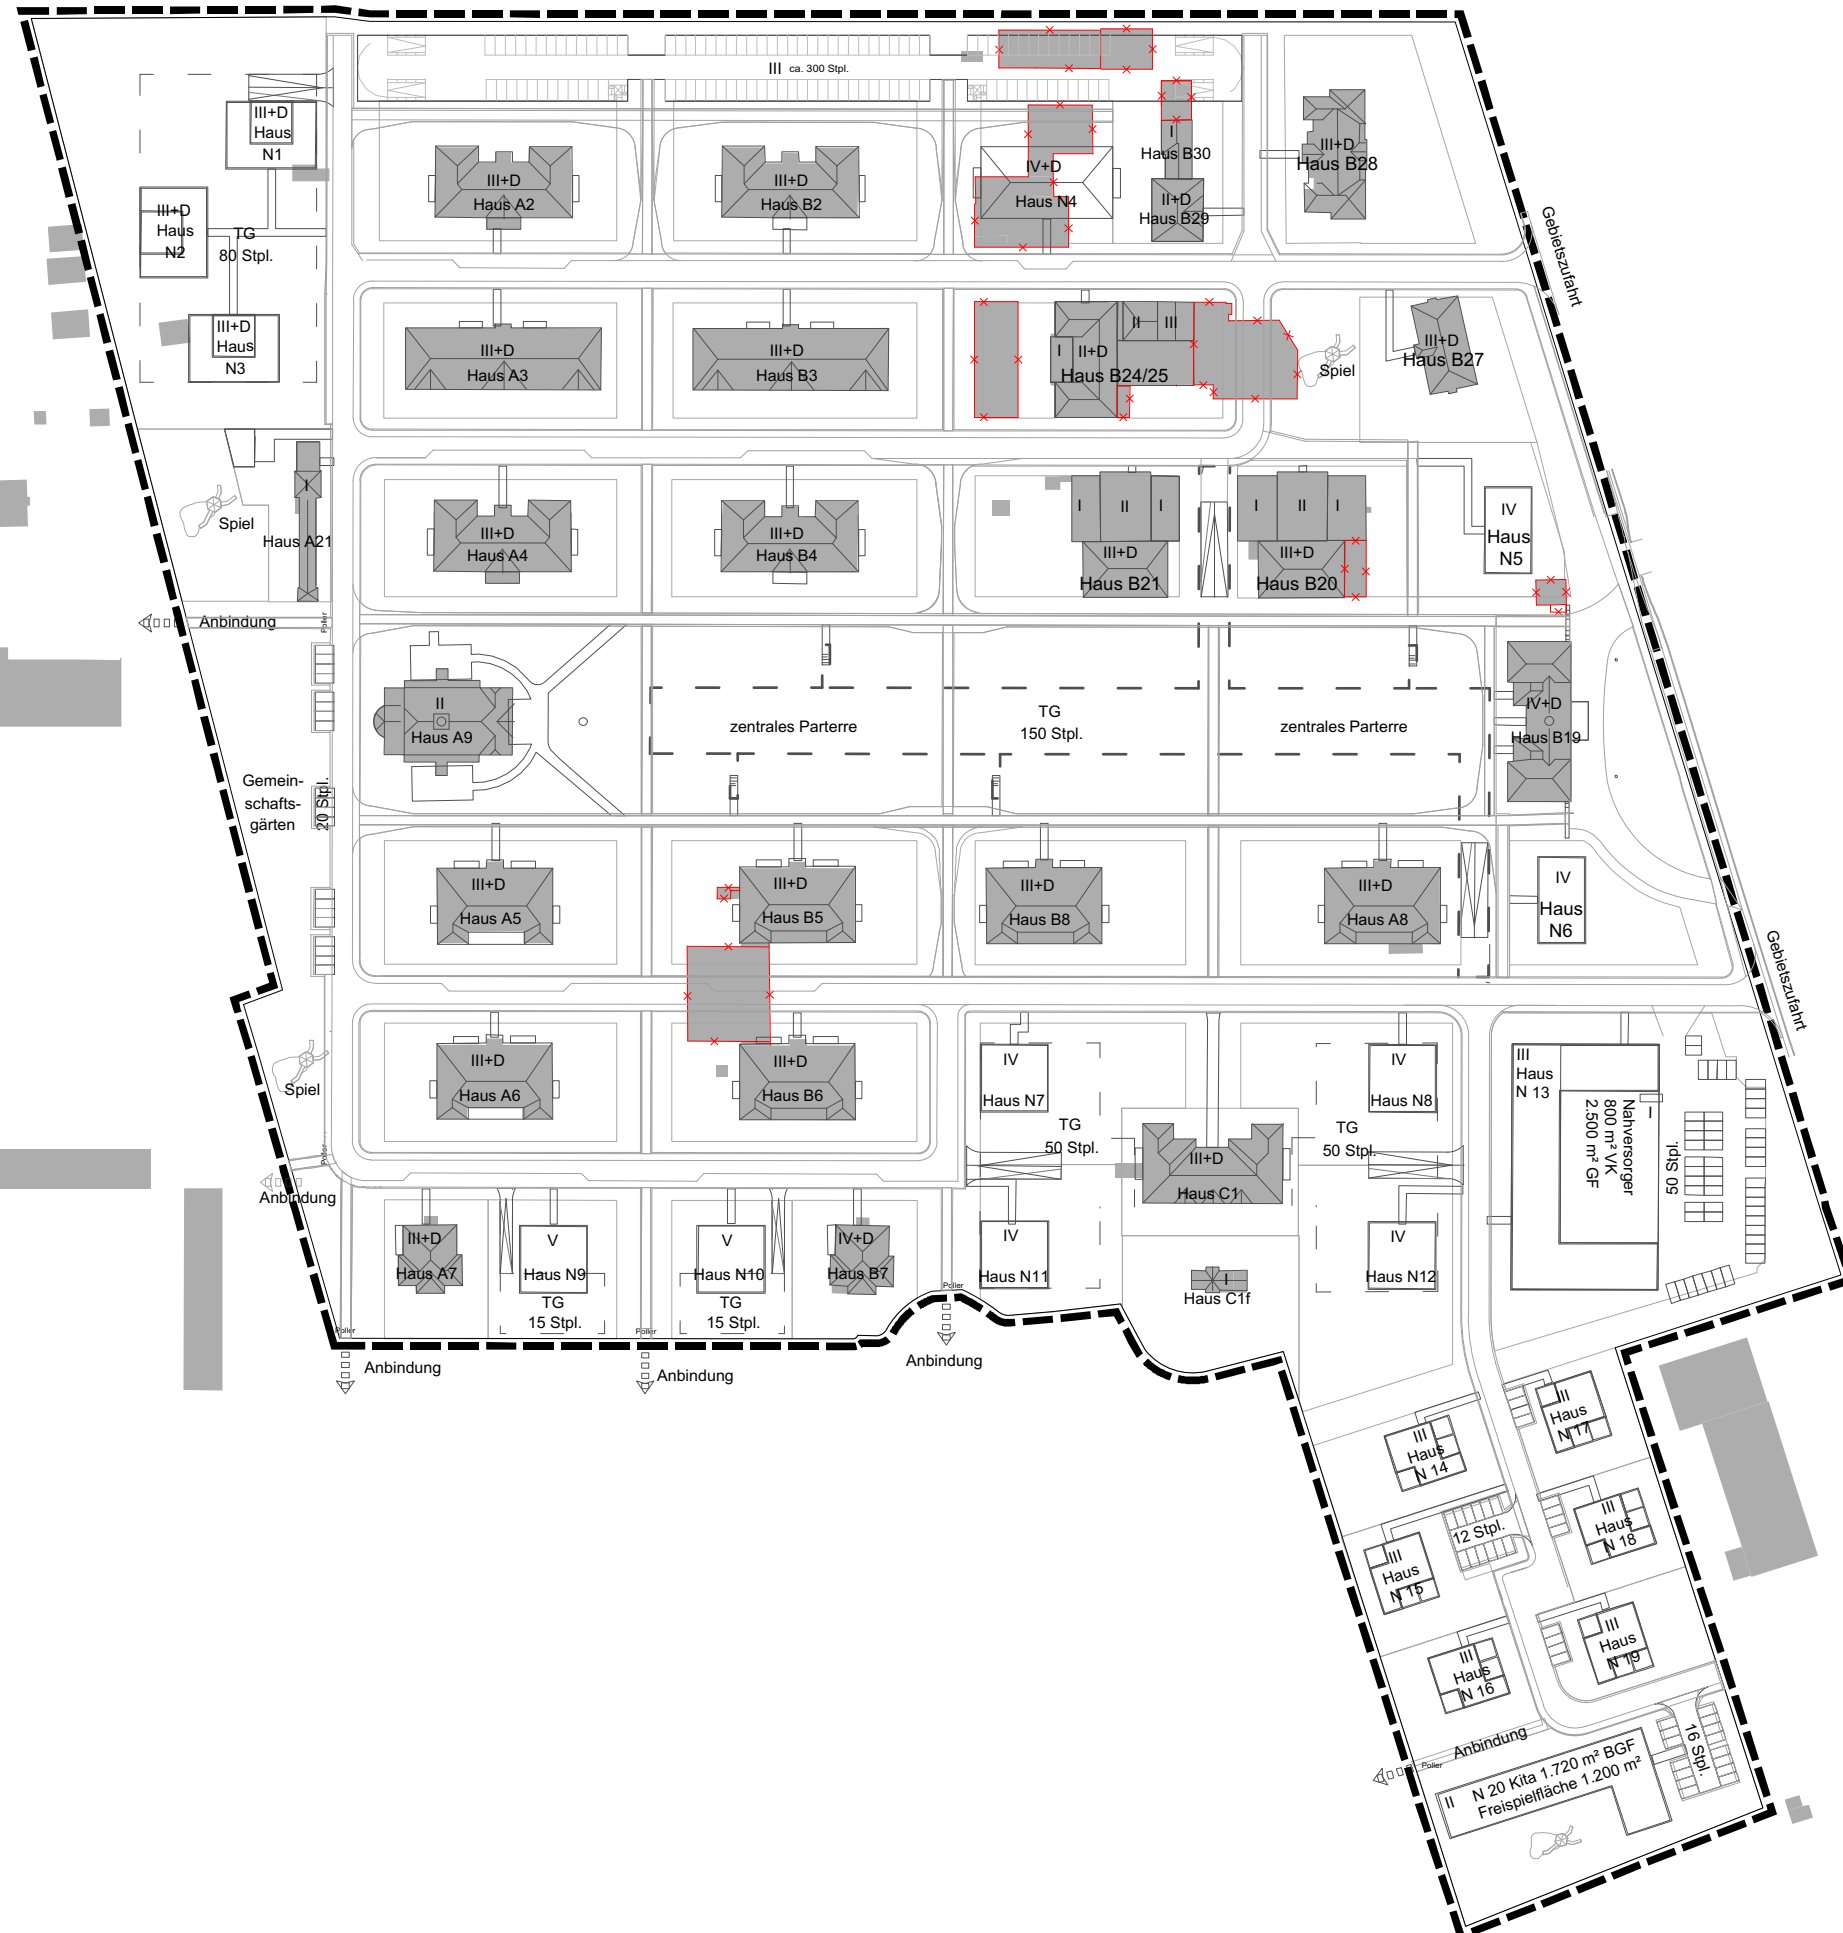 III ca. 300 Stpl.
III+D
Haus
N1
III+D
Haus A2
III+D
Haus B2
IV+D
Haus N4
I
Haus B30
II+D
Haus B29
III+D
Haus B28
III+D
Haus
N2
TG
80 Stpl.
Gebietszufahrt
III+D
Haus
N3
III+D
Haus A3
III+D
Haus B3
I
II+D
II
III
Haus B24/25
Spiel
III+D
Haus B27
I
Spiel
Haus A21
III+D
Haus A4
III+D
Haus B4
I
II
I
III+D
Haus B21
I
II
I
III+D
Haus B20
IV
Haus
N5
Anbindung
Poller
II
Haus A9
zentrales Parterre
TG
150 Stpl.
zentrales Parterre
IV+D
Haus B19
Gemein-
schafts-
gärten
20 Stpl.
III+D
Haus A5
III+D
Haus B5
III+D
Haus B8
III+D
Haus A8
IV
Haus
N6
Gebietszufahrt
Spiel
III+D
Haus A6
III+D
Haus B6
IV
Haus N7
TG
50 Stpl.
III+D
Haus C1
TG
50 Stpl.
IV
Haus N8
III
Haus
N 13
I
Nahversorger
800 m² VK
2.500 m² GF
50 Stpl.
Poller
Anbindung
III+D
Haus A7
V
Haus N9
TG
15 Stpl.
V
Haus N10
TG
15 Stpl.
IV+D
Haus B7
IV
Haus N11
I
Haus C1f
IV
Haus N12
Poller
Poller
Poller
Anbindung
Anbindung
Anbindung
III
Haus
N 14
III
Haus
N 17
12 Stpl.
III
Haus
N 15
III
Haus
N 18
III
Haus
N 16
III
Haus
N 19
Anbindung
Poller
16 Stpl.
II
N 20 Kita 1.720 m² BGF
Freispielfläche 1.200 m²